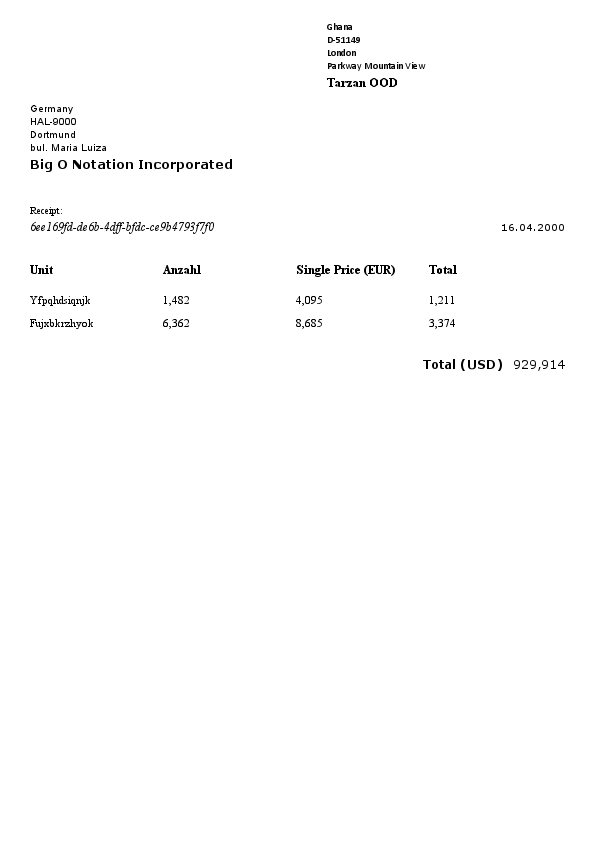 Ghana
D-51149
London
Parkway Mountain View
Tarzan OOD
Germany
HAL-9000
Dortmund
bul. Maria Luiza
Big O Notation Incorporated
Receipt:
6ee169fd-de6b-4dff-bfdc-ce9b4793f7f0 16.04.2000
Unit Anzahl Single Price (EUR) Total
Yfpqhdsiqnjk 1,482 4,095 1,211
Fujxbkrzhyok 6,362 8,685 3,374
Total (USD) 929,914